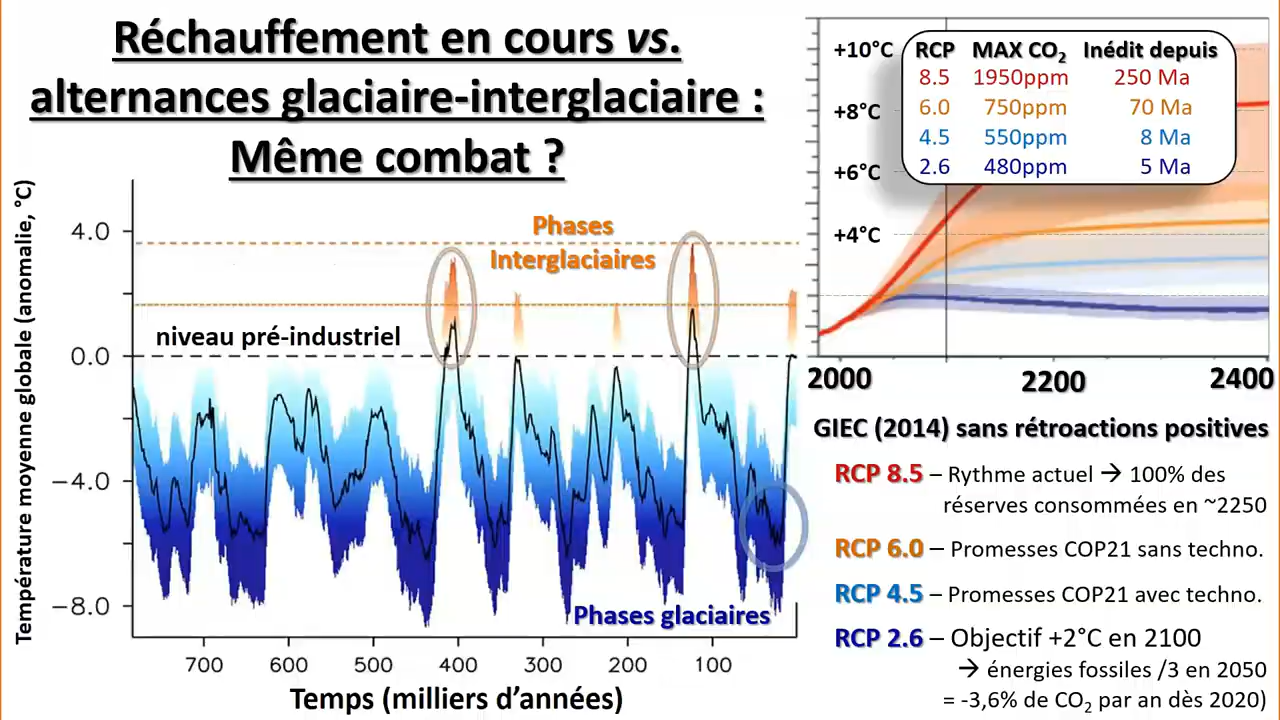 Réchauffement en cours vs.
alternances glaciaire-interglaciaire :
Même combat ?
Température moyenne globale (anomalie, °C)
4.0
0.0
−4.0
−8.0
Phases
Interglaciaires
niveau pré-industriel
Phases glaciaires
700 600 500 400 300 200 100
Temps (milliers d’années)
+10°C
+8°C
+6°C
+4°C
RCP MAX CO₂ Inédit depuis
8.5 1950ppm 250 Ma
6.0 750ppm 70 Ma
4.5 550ppm 8 Ma
2.6 480ppm 5 Ma
2000 2200 2400
GIEC (2014) sans rétroactions positives
RCP 8.5 – Rythme actuel → 100% des
réserves consommées en ~2250
RCP 6.0 – Promesses COP21 sans techno.
RCP 4.5 – Promesses COP21 avec techno.
RCP 2.6 – Objectif +2°C en 2100
→ énergies fossiles /3 en 2050
= -3,6% de CO₂ par an dès 2020)